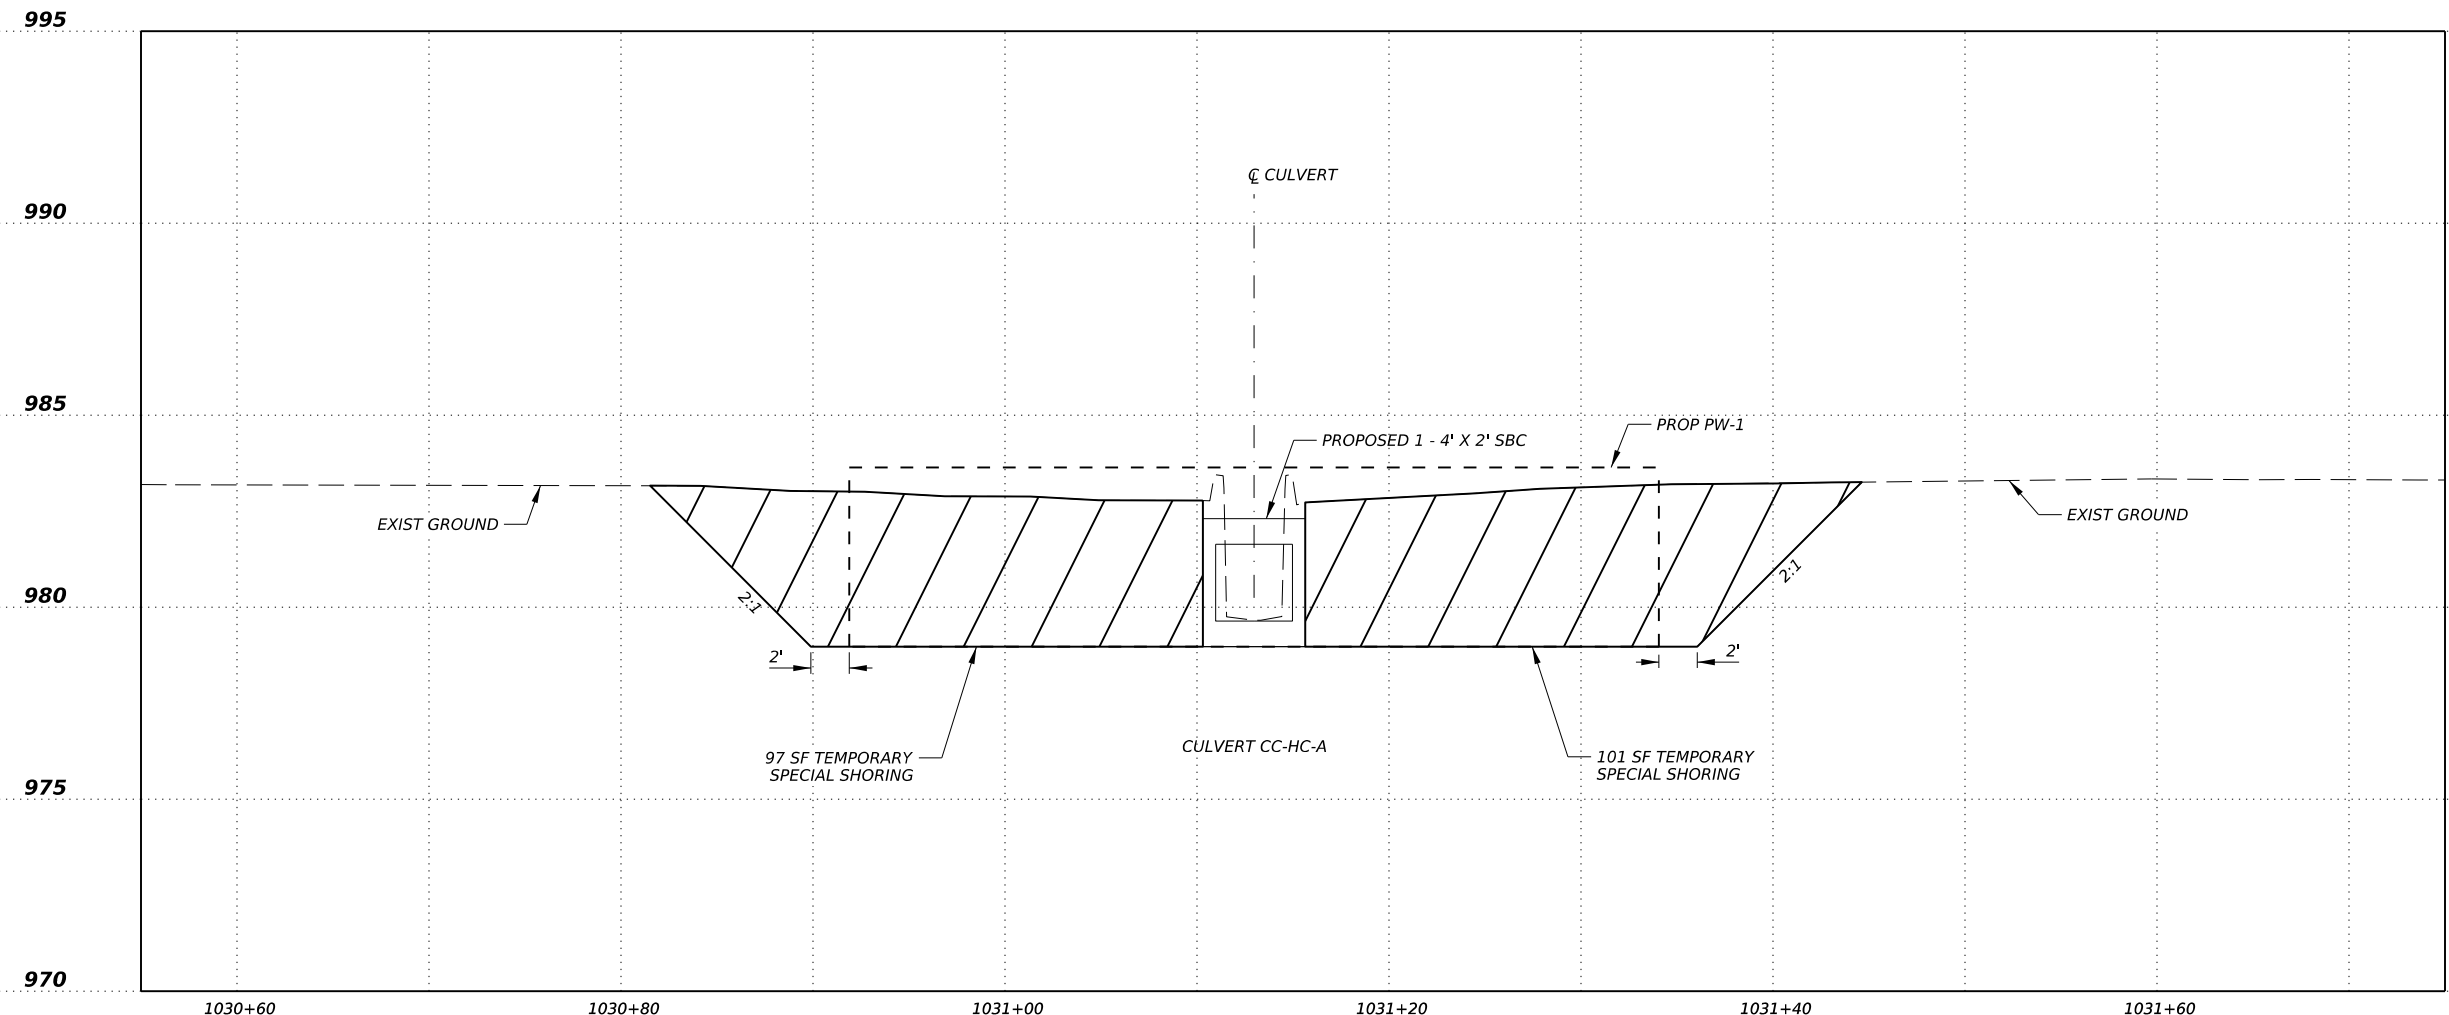 995
990
985
980
975
970
℄ CULVERT
PROP PW-1
PROPOSED 1 - 4' X 2' SBC
EXIST GROUND
EXIST GROUND
2:1
2:1
2'
2'
CULVERT CC-HC-A
97 SF TEMPORARY
SPECIAL SHORING
101 SF TEMPORARY
SPECIAL SHORING
1030+60
1030+80
1031+00
1031+20
1031+40
1031+60